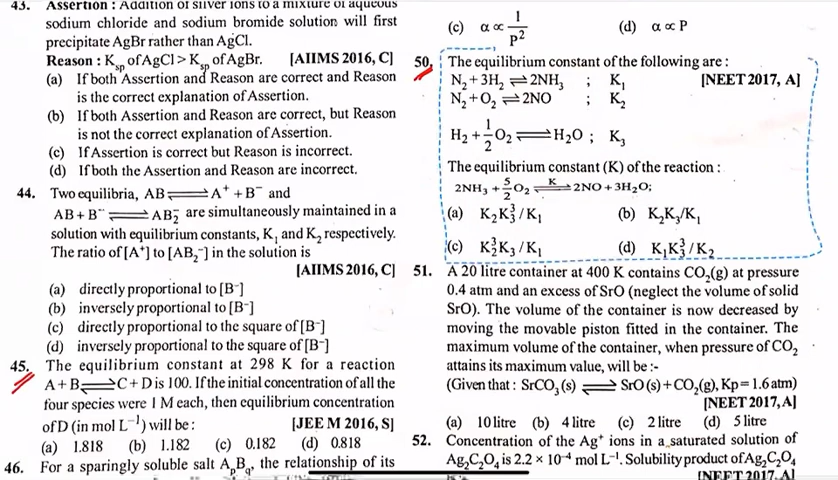 43. Assertion : Addition of silver ions to a mixture of aqueous
sodium chloride and sodium bromide solution will first
precipitate AgBr rather than AgCl.
Reason : Ksp of AgCl > Ksp of AgBr. [AIIMS 2016, C]
(a) If both Assertion and Reason are correct and Reason
is the correct explanation of Assertion.
(b) If both Assertion and Reason are correct, but Reason
is not the correct explanation of Assertion.
(c) If Assertion is correct but Reason is incorrect.
(d) If both the Assertion and Reason are incorrect.
44. Two equilibria, AB ⇌ A⁺ + B⁻ and
AB + B⁻ ⇌ AB₂⁻ are simultaneously maintained in a
solution with equilibrium constants, K₁ and K₂ respectively.
The ratio of [A⁺] to [AB₂⁻] in the solution is
[AIIMS 2016, C]
(a) directly proportional to [B⁻]
(b) inversely proportional to [B⁻]
(c) directly proportional to the square of [B⁻]
(d) inversely proportional to the square of [B⁻]
45. The equilibrium constant at 298 K for a reaction
A + B ⇌ C + D is 100. If the initial concentration of all the
four species were 1 M each, then equilibrium concentration
of D (in mol L⁻¹) will be : [JEE M 2016, S]
(a) 1.818 (b) 1.182 (c) 0.182 (d) 0.818
46. For a sparingly soluble salt ApBq, the relationship of its
(c) α ∝ 1/P² (d) α ∝ P
50. The equilibrium constant of the following are :
N₂ + 3H₂ ⇌ 2NH₃ ; K₁ [NEET 2017, A]
N₂ + O₂ ⇌ 2NO ; K₂
H₂ + 1/2 O₂ ⇌ H₂O ; K₃
The equilibrium constant (K) of the reaction :
2NH₃ + 5/2 O₂ ⇌ᴷ 2NO + 3H₂O;
(a) K₂K₃³ / K₁ (b) K₂K₃/K₁
(c) K₂³K₃ / K₁ (d) K₁K₃³ / K₂
51. A 20 litre container at 400 K contains CO₂(g) at pressure
0.4 atm and an excess of SrO (neglect the volume of solid
SrO). The volume of the container is now decreased by
moving the movable piston fitted in the container. The
maximum volume of the container, when pressure of CO₂
attains its maximum value, will be :-
(Given that : SrCO₃ (s) ⇌ SrO (s) + CO₂(g), Kp = 1.6 atm)
[NEET 2017, A]
(a) 10 litre (b) 4 litre (c) 2 litre (d) 5 litre
52. Concentration of the Ag⁺ ions in a saturated solution of
Ag₂C₂O₄ is 2.2 × 10⁻⁴ mol L⁻¹. Solubility product of Ag₂C₂O₄
[NEET 2017, A]